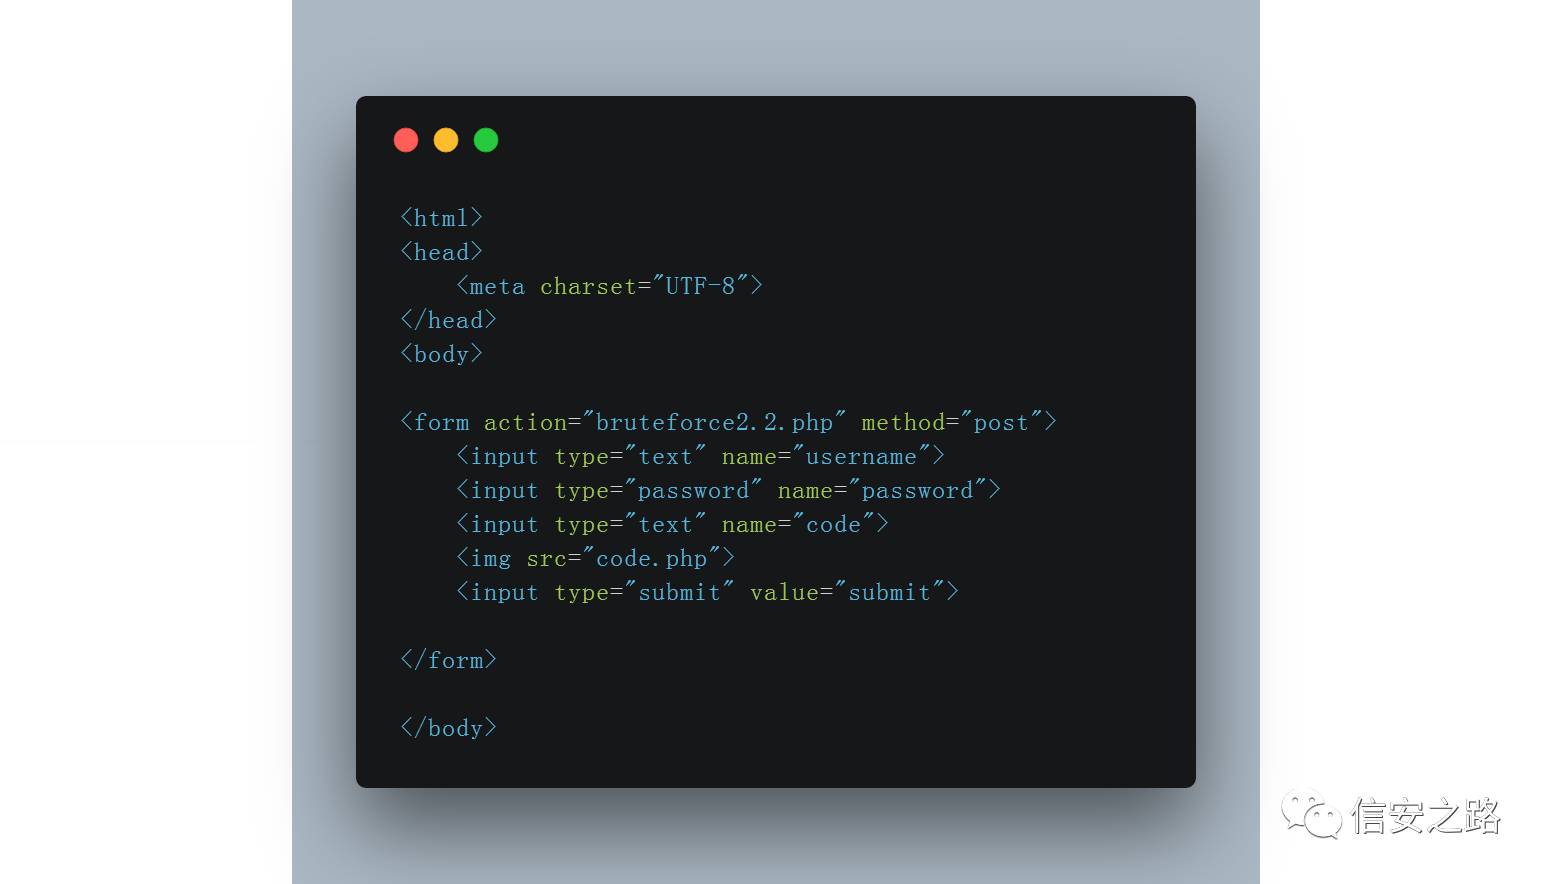 <html>
<head>
    <meta charset="UTF-8">
</head>
<body>

<form action="bruteforce2.2.php" method="post">
    <input type="text" name="username">
    <input type="password" name="password">
    <input type="text" name="code">
    <img src="code.php">
    <input type="submit" value="submit">

</form>

</body>
信安之路